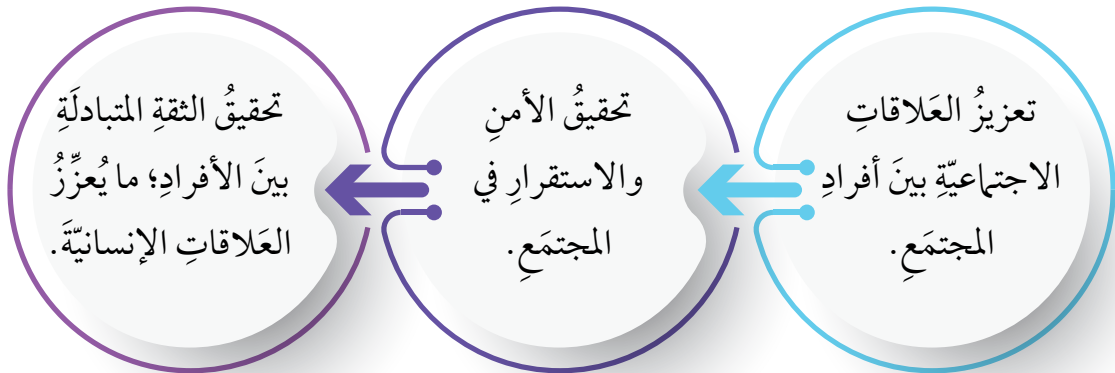 تعزيزُ العَلاقاتِ
الاجتماعيّةِ بينَ أفرادِ
المجتمَعِ.
تحقيقُ الأمنِ
والاستقرارِ في
المجتمَعِ.
تحقيقُ الثقةِ المتبادلَةِ
بينَ الأفرادِ؛ ما يُعزِّزُ
العَلاقاتِ الإنسانيّةَ.